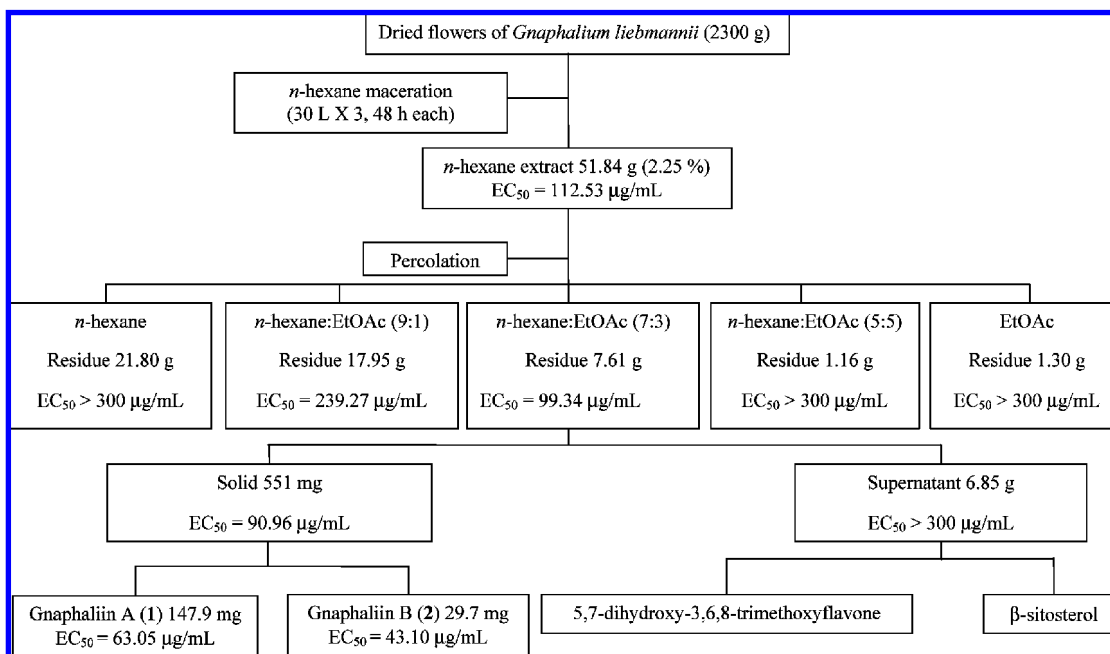 Dried flowers of Gnaphalium liebmannii (2300 g)
n-hexane maceration
(30 L X 3, 48 h each)
n-hexane extract 51.84 g (2.25 %)
EC₅₀ = 112.53 µg/mL
Percolation
n-hexane
Residue 21.80 g
EC₅₀ > 300 µg/mL
n-hexane:EtOAc (9:1)
Residue 17.95 g
EC₅₀ = 239.27 µg/mL
n-hexane:EtOAc (7:3)
Residue 7.61 g
EC₅₀ = 99.34 µg/mL
n-hexane:EtOAc (5:5)
Residue 1.16 g
EC₅₀ > 300 µg/mL
EtOAc
Residue 1.30 g
EC₅₀ > 300 µg/mL
Solid 551 mg
EC₅₀ = 90.96 µg/mL
Supernatant 6.85 g
EC₅₀ > 300 µg/mL
Gnaphaliin A (1) 147.9 mg
EC₅₀ = 63.05 µg/mL
Gnaphaliin B (2) 29.7 mg
EC₅₀ = 43.10 µg/mL
5,7-dihydroxy-3,6,8-trimethoxyflavone
β-sitosterol